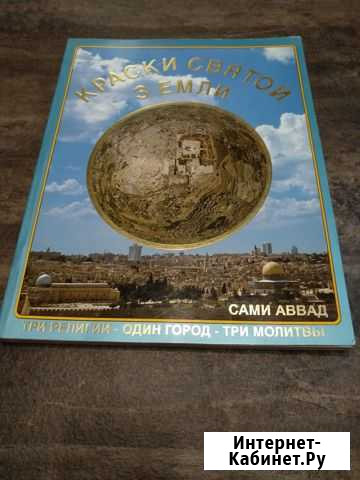 КРАСКИ СВЯТОЙ
ЗЕМЛИ
САМИ АВВАД
ТРИ РЕЛИГИИ - ОДИН ГОРОД - ТРИ МОЛИТВЫ
Интернет-
Кабинет.Ру